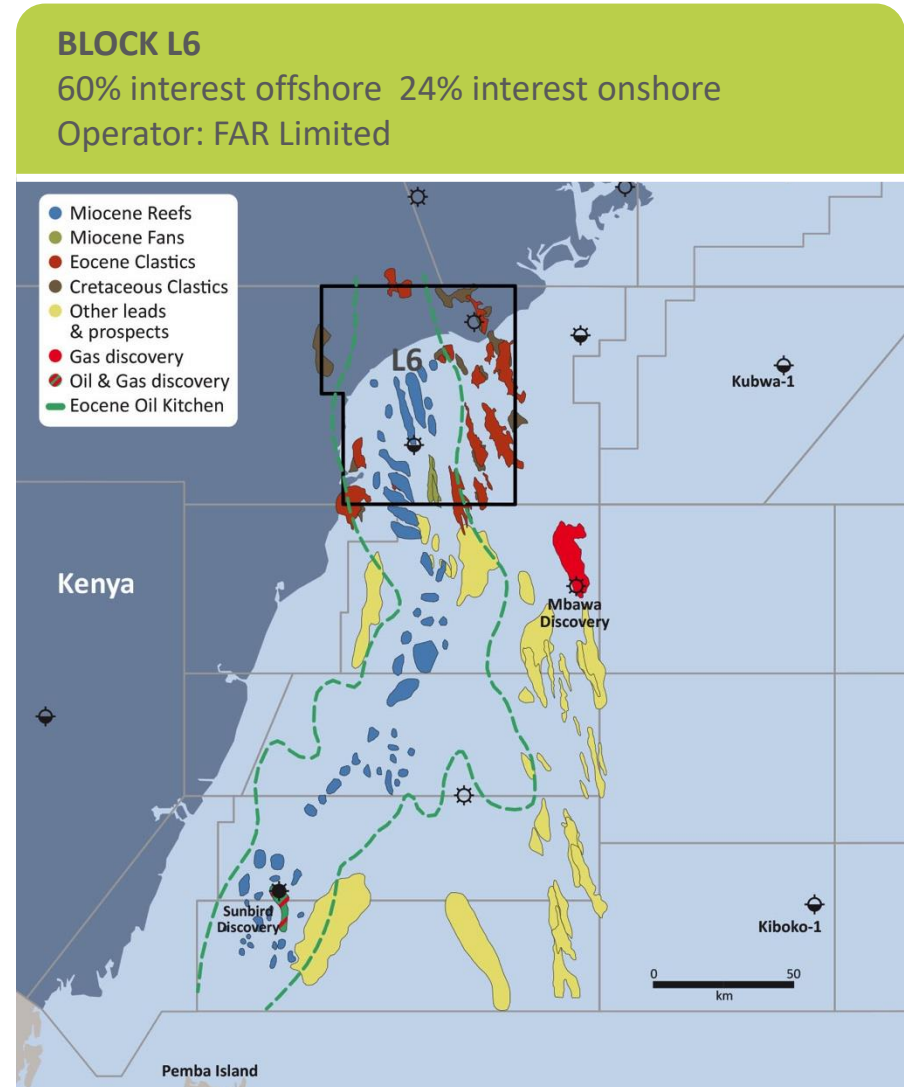 BLOCK L6
60% interest offshore 24% interest onshore
Operator: FAR Limited
Miocene Reefs
Miocene Fans
Eocene Clastics
Cretaceous Clastics
Other leads
& prospects
Gas discovery
Oil & Gas discovery
Eocene Oil Kitchen
L6
Kubwa-1
Kenya
Mbawa
Discovery
Sunbird
Discovery
Kiboko-1
0 50
km
Pemba Island